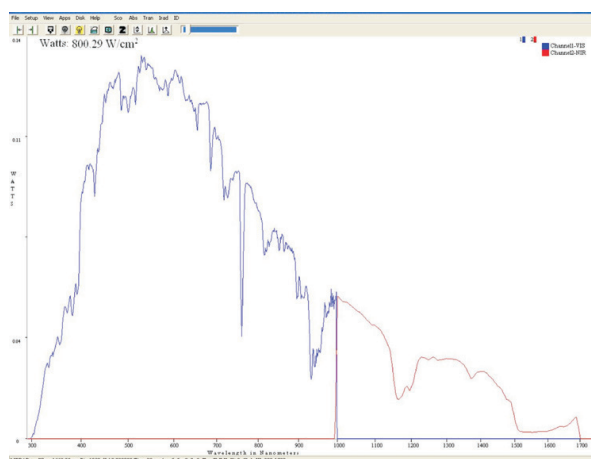 File Setup View Apps Disk Help Sco Abs Tran Irad ID
Watts: 800.29 W/cm²
1 2
Channel1-VIS
Channel2-NIR
0.11
W
A
T
T
S
0.04
0
300 400 500 600 700 800 900 1000 1100 1200 1300 1400 1500 1600 1700
Wavelength in Nanometers